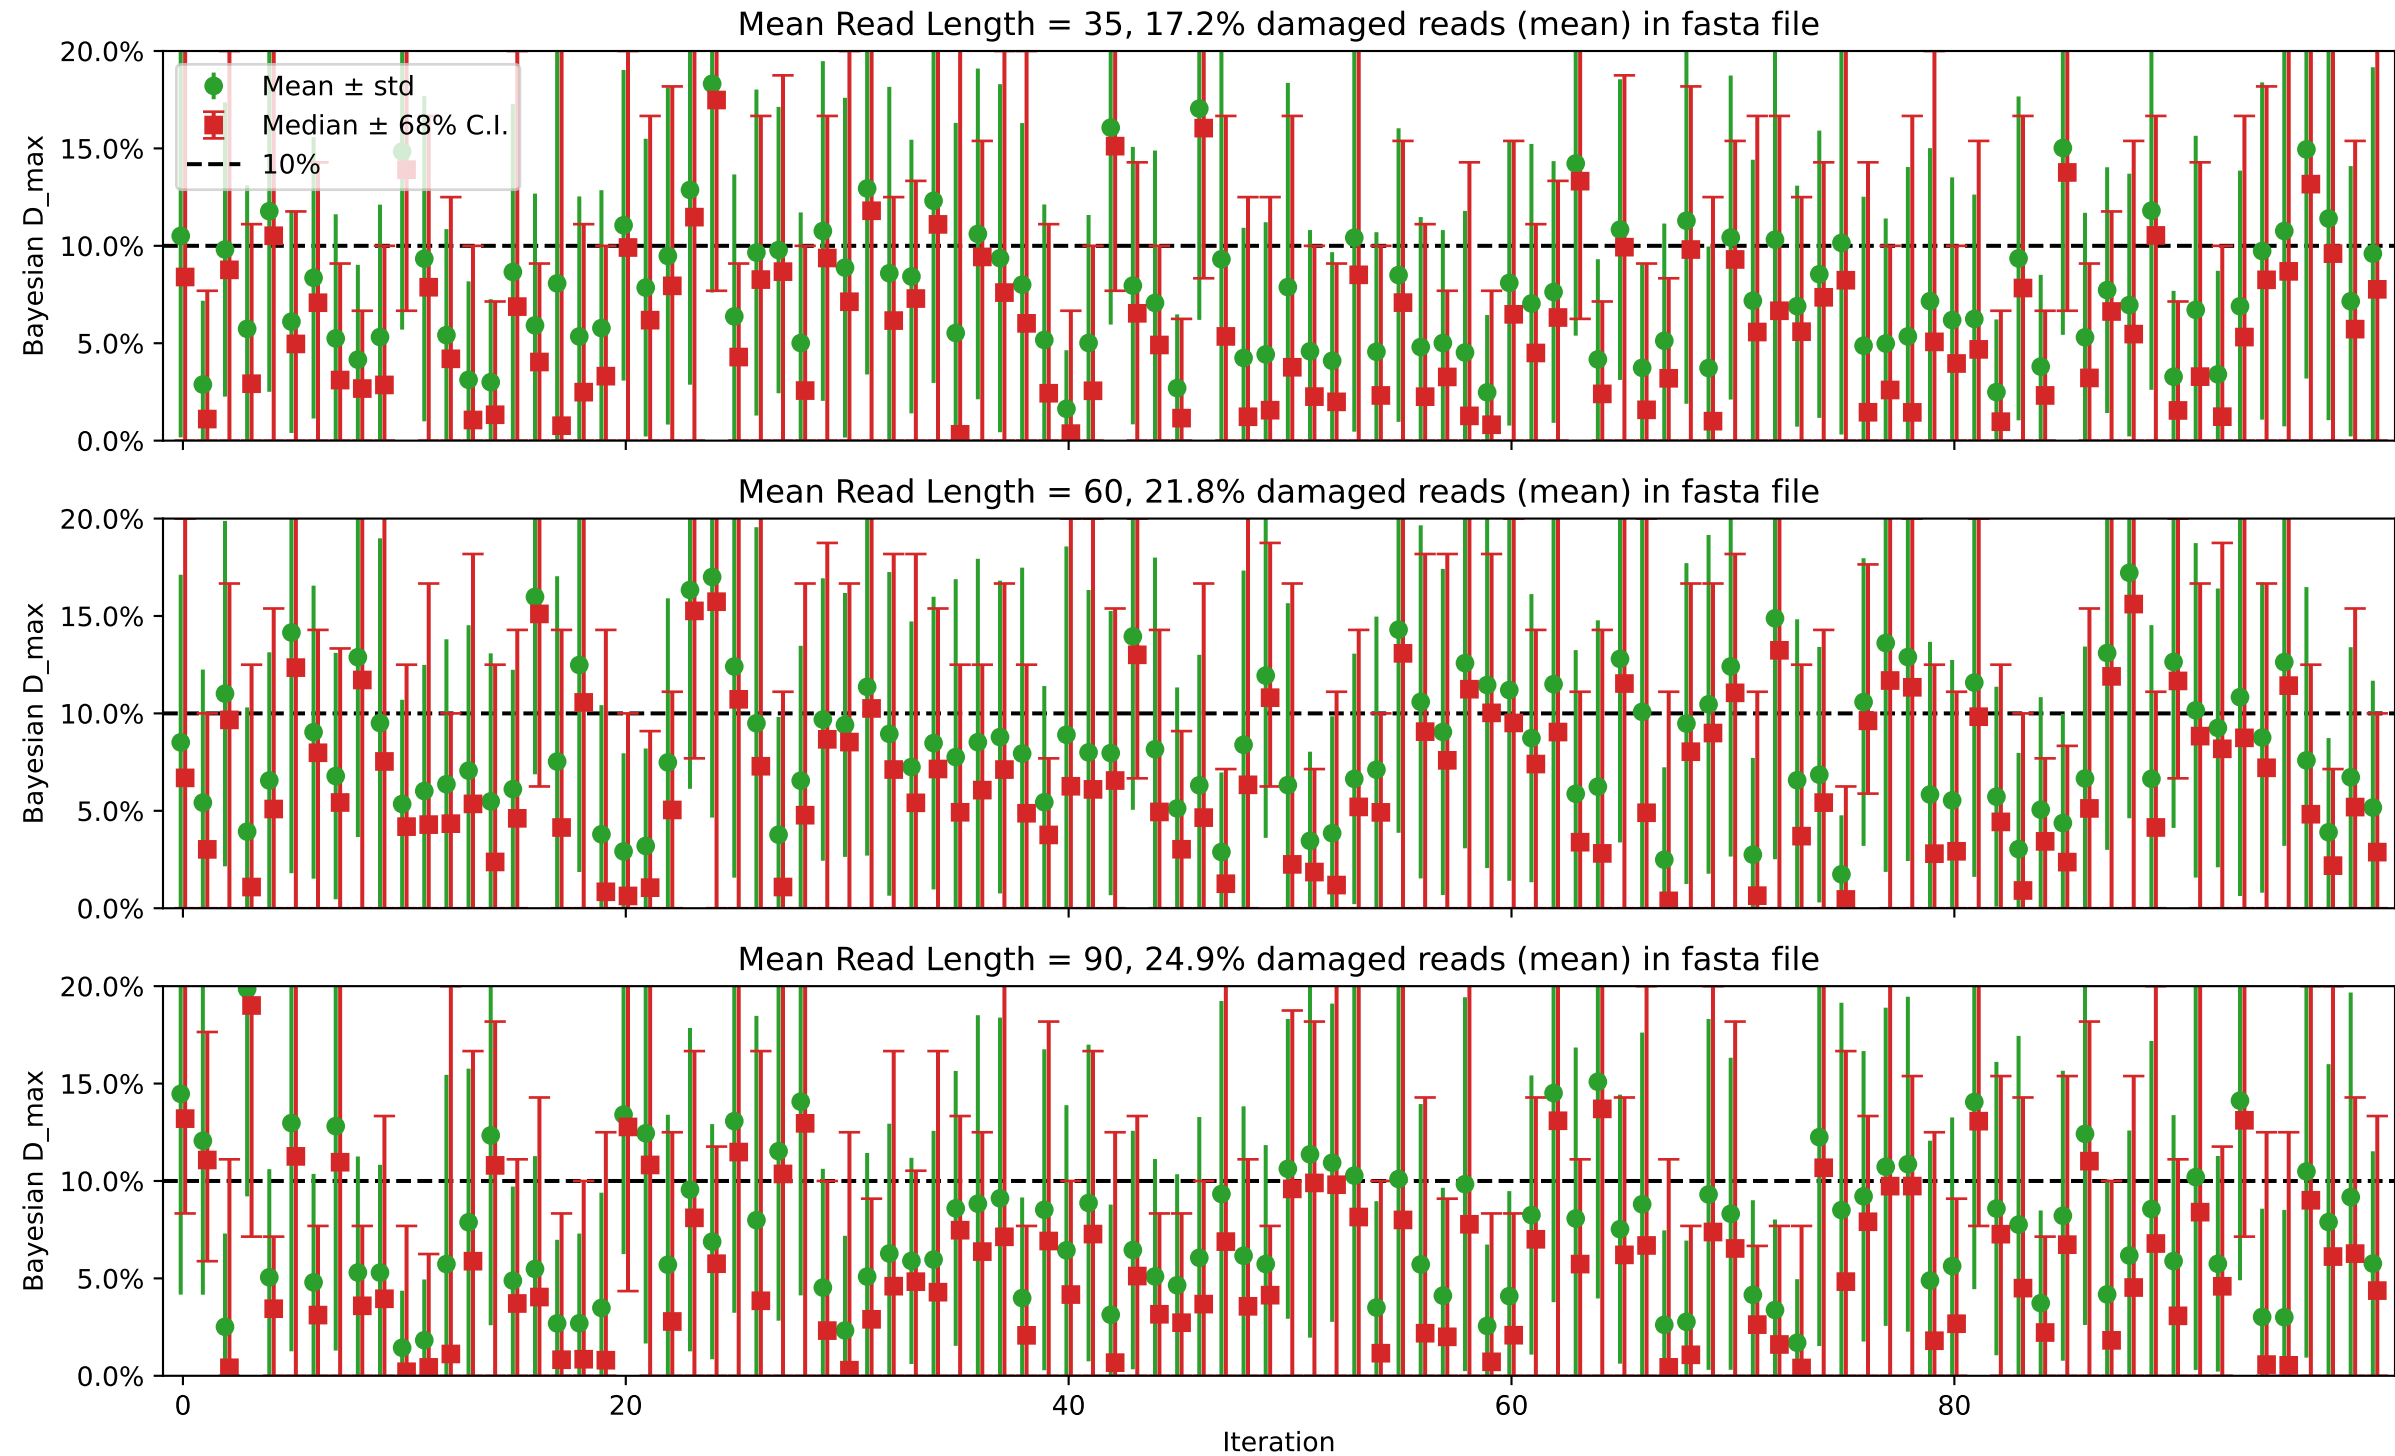 Mean Read Length = 35, 17.2% damaged reads (mean) in fasta file
20.0%
15.0%
10.0%
5.0%
0.0%
Bayesian D_max
Mean ± std
Median ± 68% C.I.
10%
Mean Read Length = 60, 21.8% damaged reads (mean) in fasta file
20.0%
15.0%
10.0%
5.0%
0.0%
Bayesian D_max
Mean Read Length = 90, 24.9% damaged reads (mean) in fasta file
20.0%
15.0%
10.0%
5.0%
0.0%
Bayesian D_max
0 20 40 60 80
Iteration